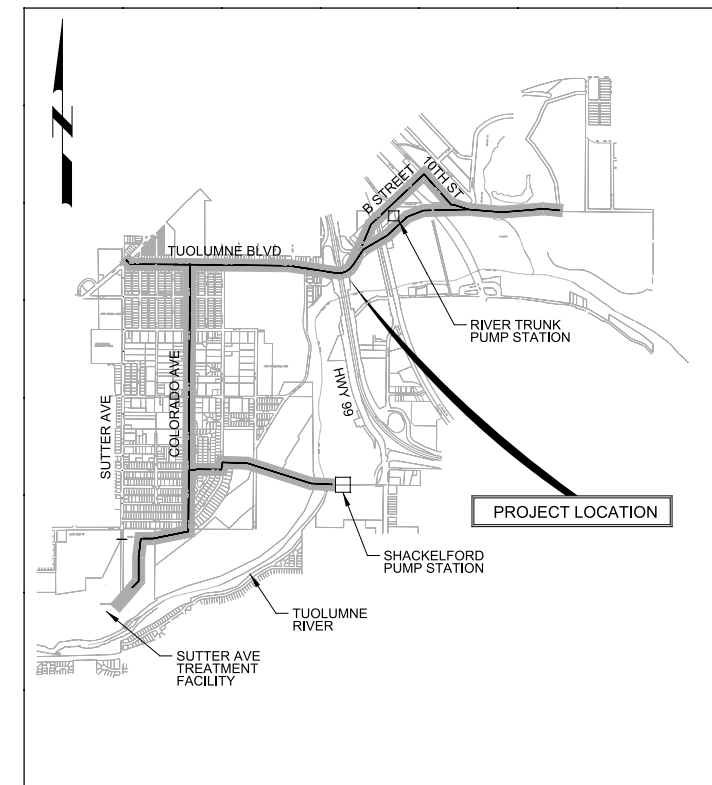 N
10TH ST
B STREET
TUOLUMNE BLVD
RIVER TRUNK
PUMP STATION
HWY 99
COLORADO AVE
SUTTER AVE
PROJECT LOCATION
SHACKELFORD
PUMP STATION
TUOLUMNE
RIVER
SUTTER AVE
TREATMENT
FACILITY